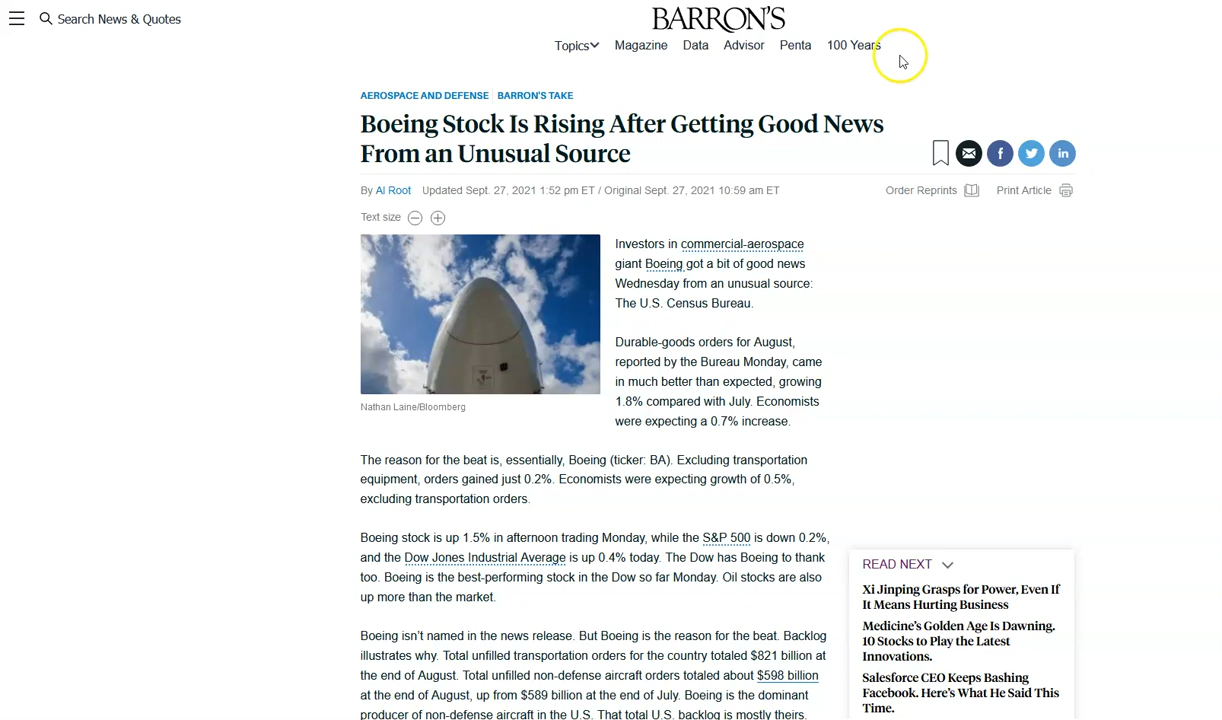 Search News & Quotes
BARRON'S
Topics
Magazine
Data
Advisor
Penta
100 Years
AEROSPACE AND DEFENSE
BARRON'S TAKE
Boeing Stock Is Rising After Getting Good News
From an Unusual Source
By Al Root Updated Sept. 27, 2021 1:52 pm ET / Original Sept. 27, 2021 10:59 am ET
Order Reprints
Print Article
Text size
Investors in commercial-aerospace
giant Boeing got a bit of good news
Wednesday from an unusual source:
The U.S. Census Bureau.
Durable-goods orders for August,
reported by the Bureau Monday, came
in much better than expected, growing
1.8% compared with July. Economists
were expecting a 0.7% increase.
Nathan Laine/Bloomberg
The reason for the beat is, essentially, Boeing (ticker: BA). Excluding transportation
equipment, orders gained just 0.2%. Economists were expecting growth of 0.5%,
excluding transportation orders.
Boeing stock is up 1.5% in afternoon trading Monday, while the S&P 500 is down 0.2%,
and the Dow Jones Industrial Average is up 0.4% today. The Dow has Boeing to thank
too. Boeing is the best-performing stock in the Dow so far Monday. Oil stocks are also
up more than the market.
Boeing isn't named in the news release. But Boeing is the reason for the beat. Backlog
illustrates why. Total unfilled transportation orders for the country totaled $821 billion at
the end of August. Total unfilled non-defense aircraft orders totaled about $598 billion
at the end of August, up from $589 billion at the end of July. Boeing is the dominant
producer of non-defense aircraft in the U.S. That total U.S. backlog is mostly theirs.
READ NEXT
Xi Jinping Grasps for Power, Even If
It Means Hurting Business
Medicine's Golden Age Is Dawning.
10 Stocks to Play the Latest
Innovations.
Salesforce CEO Keeps Bashing
Facebook. Here's What He Said This
Time.